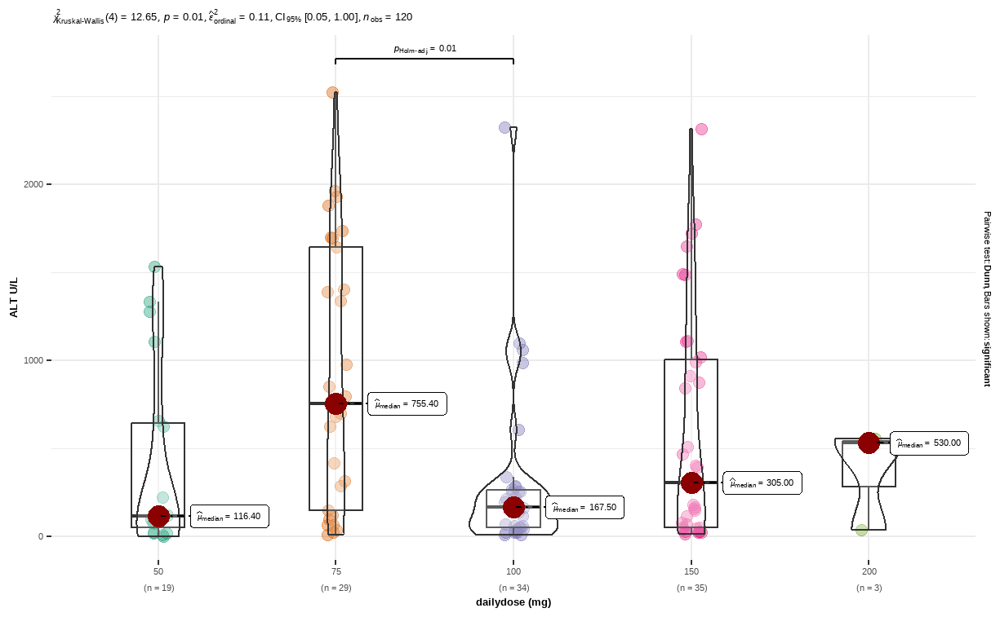 χ²Kruskal-Wallis(4) = 12.65, p = 0.01, ε̂²ordinal = 0.11, CI95% [0.05, 1.00], nobs = 120
pHolm-adj = 0.01
ALT U/L
2000
1000
0
μ̂median = 116.40
μ̂median = 755.40
μ̂median = 167.50
μ̂median = 305.00
μ̂median = 530.00
Pairwise test: Dunn, Bars shown: significant
50
(n = 19)
75
(n = 29)
100
(n = 34)
150
(n = 35)
200
(n = 3)
dailydose (mg)